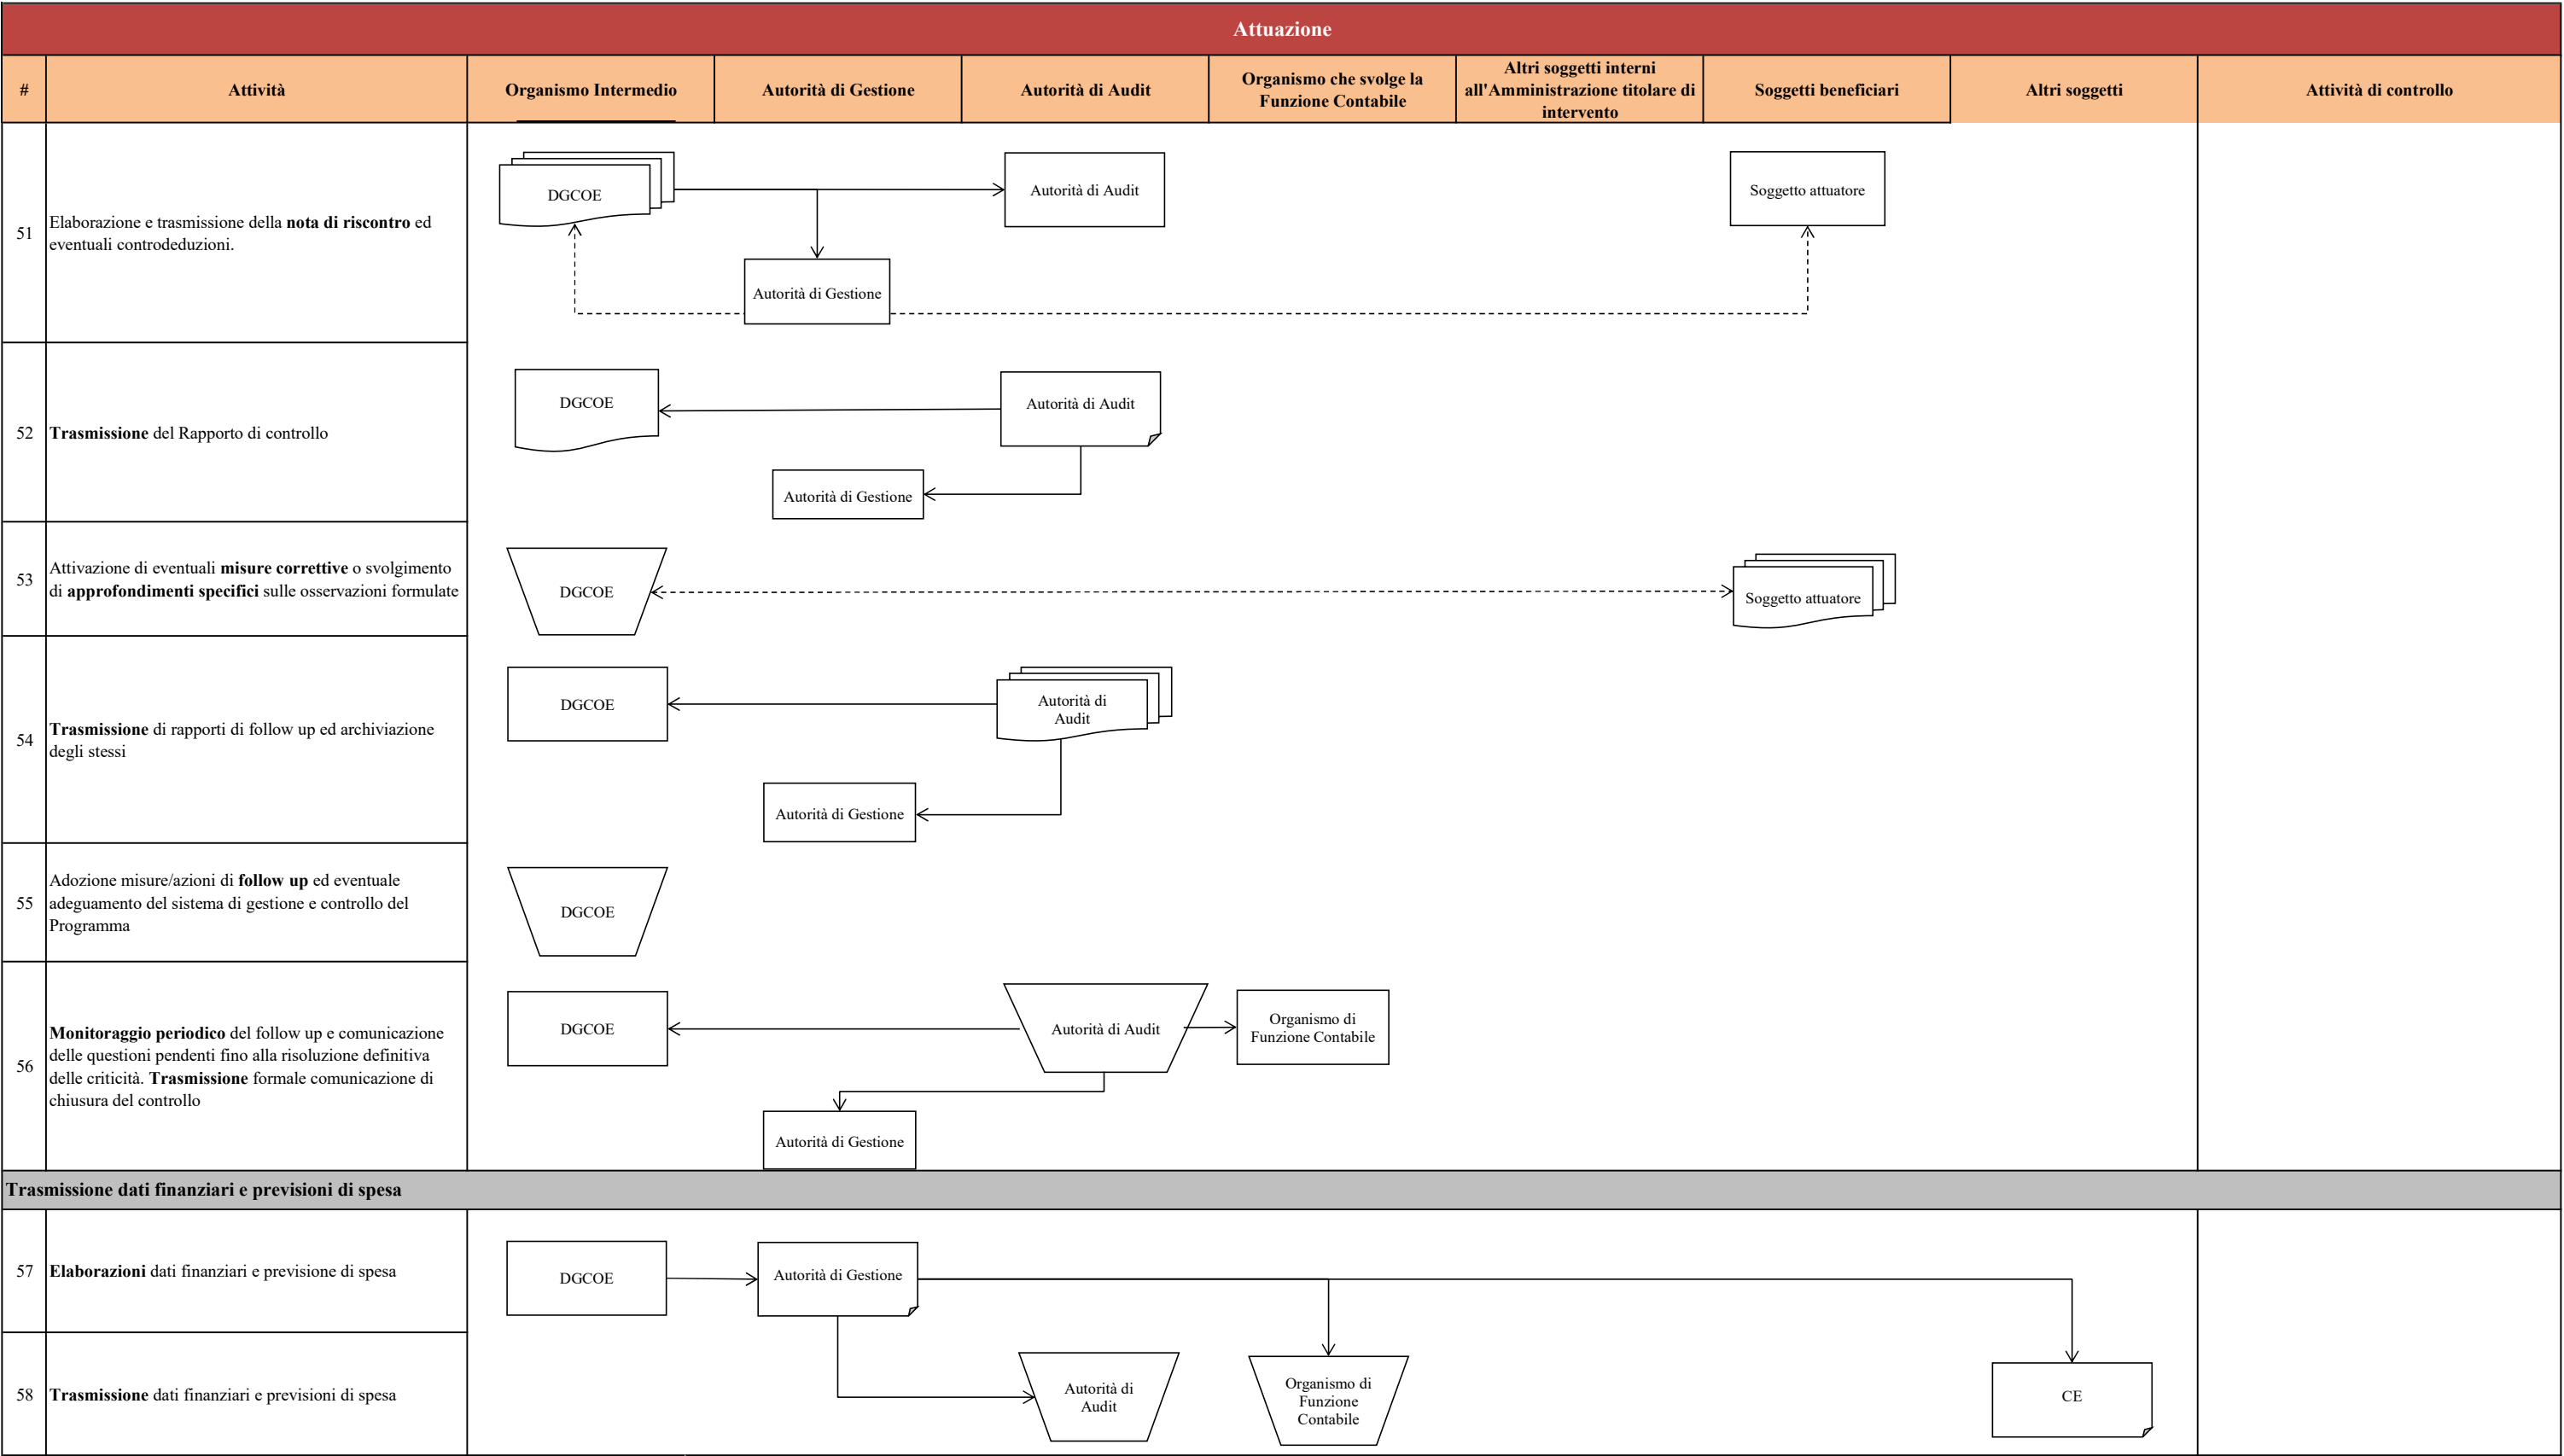 Attuazione
#
Attività
Organismo Intermedio
Autorità di Gestione
Autorità di Audit
Organismo che svolge la
Funzione Contabile
Altri soggetti interni
all'Amministrazione titolare di
intervento
Soggetti beneficiari
Altri soggetti
Attività di controllo
51
Elaborazione e trasmissione della nota di riscontro ed
eventuali controdeduzioni.
DGCOE
Autorità di Audit
Soggetto attuatore
Autorità di Gestione
52
Trasmissione del Rapporto di controllo
DGCOE
Autorità di Audit
Autorità di Gestione
53
Attivazione di eventuali misure correttive o svolgimento
di approfondimenti specifici sulle osservazioni formulate
DGCOE
Soggetto attuatore
54
Trasmissione di rapporti di follow up ed archiviazione
degli stessi
DGCOE
Autorità di
Audit
Autorità di Gestione
55
Adozione misure/azioni di follow up ed eventuale
adeguamento del sistema di gestione e controllo del
Programma
DGCOE
56
Monitoraggio periodico del follow up e comunicazione
delle questioni pendenti fino alla risoluzione definitiva
delle criticità. Trasmissione formale comunicazione di
chiusura del controllo
DGCOE
Autorità di Audit
Organismo di
Funzione Contabile
Autorità di Gestione
Trasmissione dati finanziari e previsioni di spesa
57
Elaborazioni dati finanziari e previsione di spesa
DGCOE
Autorità di Gestione
58
Trasmissione dati finanziari e previsioni di spesa
Autorità di
Audit
Organismo di
Funzione
Contabile
CE